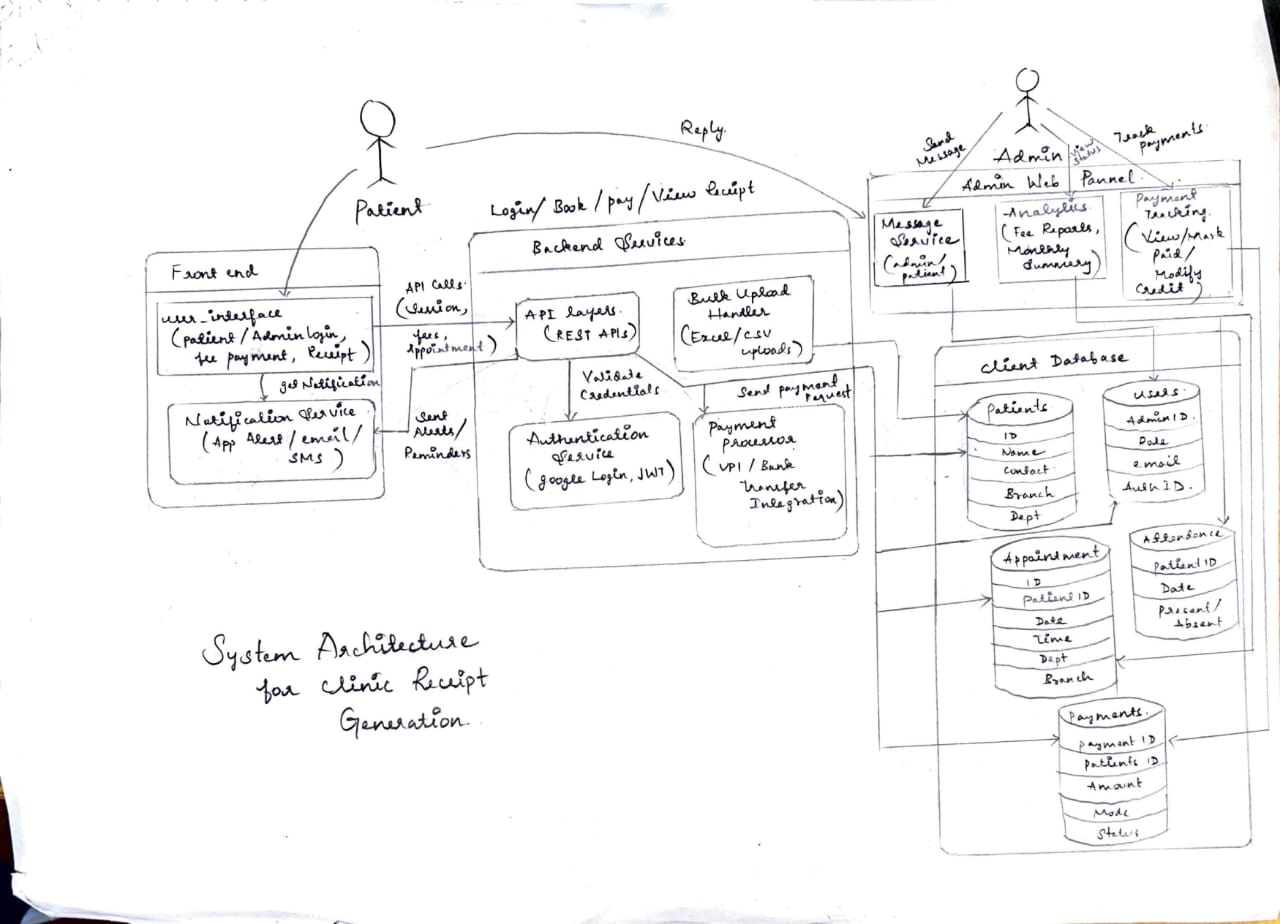 Reply.
Patient
Login/ Book / pay / View Receipt
Send
Message
Admin
View
Status
Track
payments.
Front end
user_interface
(patient / Admin login,
fee payment, Receipt)
get Notification
Notification Service
(App Alert / email /
SMS )
API Calls.
(Session,
fees,
Appointment)
Sent
Alerts/
Reminders
Backend Services
API layers.
(REST APIs)
Bulk Upload
Handler
(Excel/CSV
uploads)
Validate
Credentials.
Send payment
request
Authentication
Service
(google Login, JWT)
Payment
Processor
(UPI / Bank
Transfer
Integration)
Admin Web Pannel.
Message
Service
(admin/
patient)
Analytics
(Fee Reports,
Monthly
Summery)
Payment
Tracking.
(View/Mark
Paid/
Modify
Credit)
Client Database
Patients
ID
Name
Contact
Branch
Dept
Users
Admin ID.
Date
email
Auth ID.
Appointment
ID
Patient ID
Date
Time
Dept
Branch
Attendance
Patient ID
Date
Present/
Absent
Payments.
payment ID
Patients ID
Amount
Mode
Status
System Architecture
for Clinic Receipt
Generation.